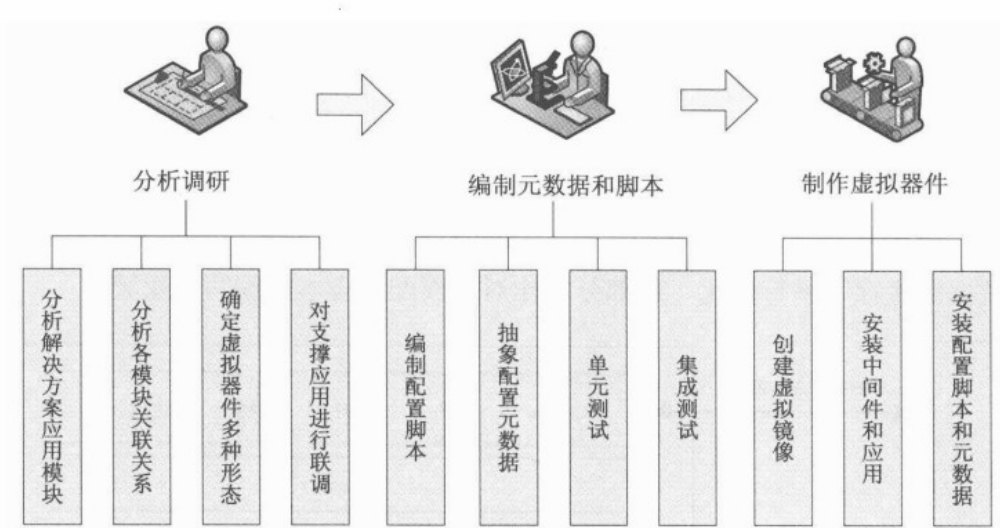 分析调研
编制元数据和脚本
制作虚拟器件
分析解决方案应用模块
分析各模块关联关系
确定虚拟器件多种形态
对支撑应用进行联调
编制配置脚本
抽象配置元数据
单元测试
集成测试
创建虚拟镜像
安装中间件和应用
安装配置脚本和元数据